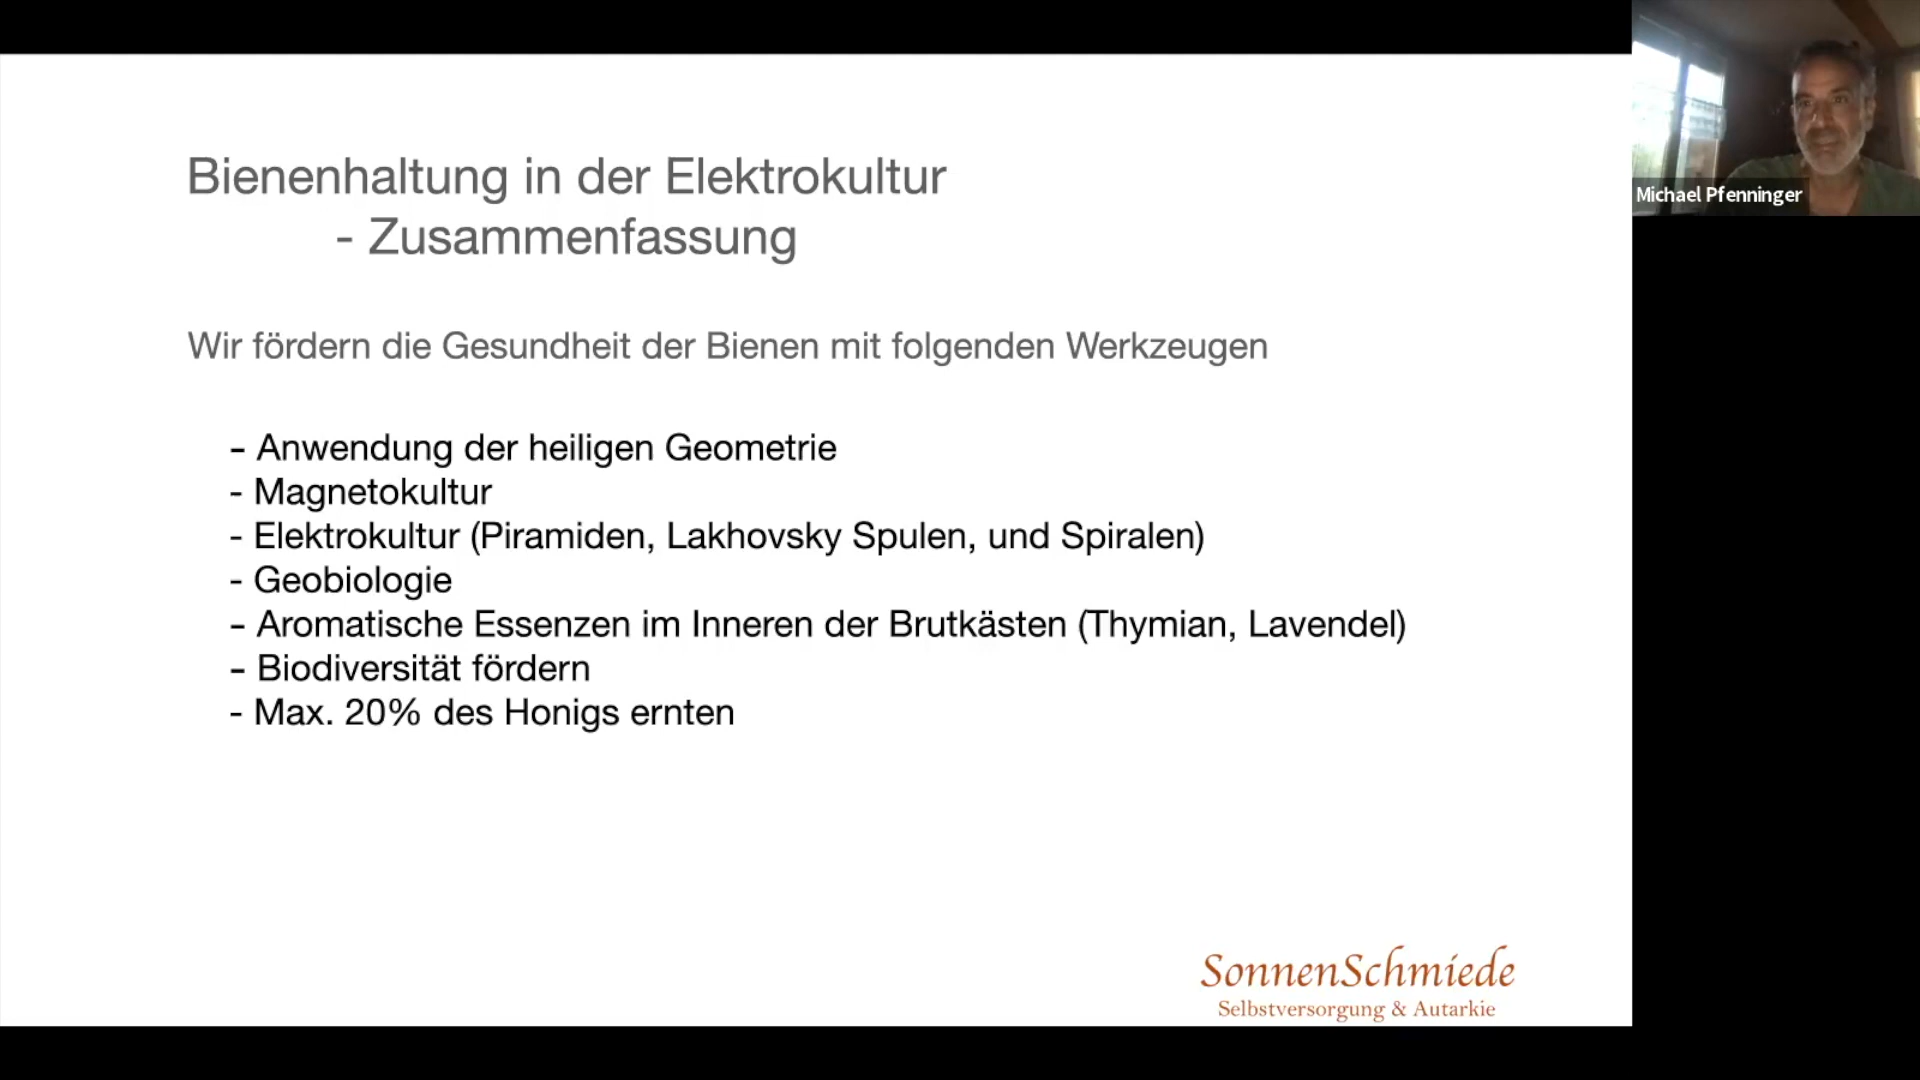 Bienenhaltung in der Elektrokultur
- Zusammenfassung
Wir fördern die Gesundheit der Bienen mit folgenden Werkzeugen
- Anwendung der heiligen Geometrie
- Magnetokultur
- Elektrokultur (Piramiden, Lakhovsky Spulen, und Spiralen)
- Geobiologie
- Aromatische Essenzen im Inneren der Brutkästen (Thymian, Lavendel)
- Biodiversität fördern
- Max. 20% des Honigs ernten
SonnenSchmiede
Selbstversorgung & Autarkie
Michael Pfenninger